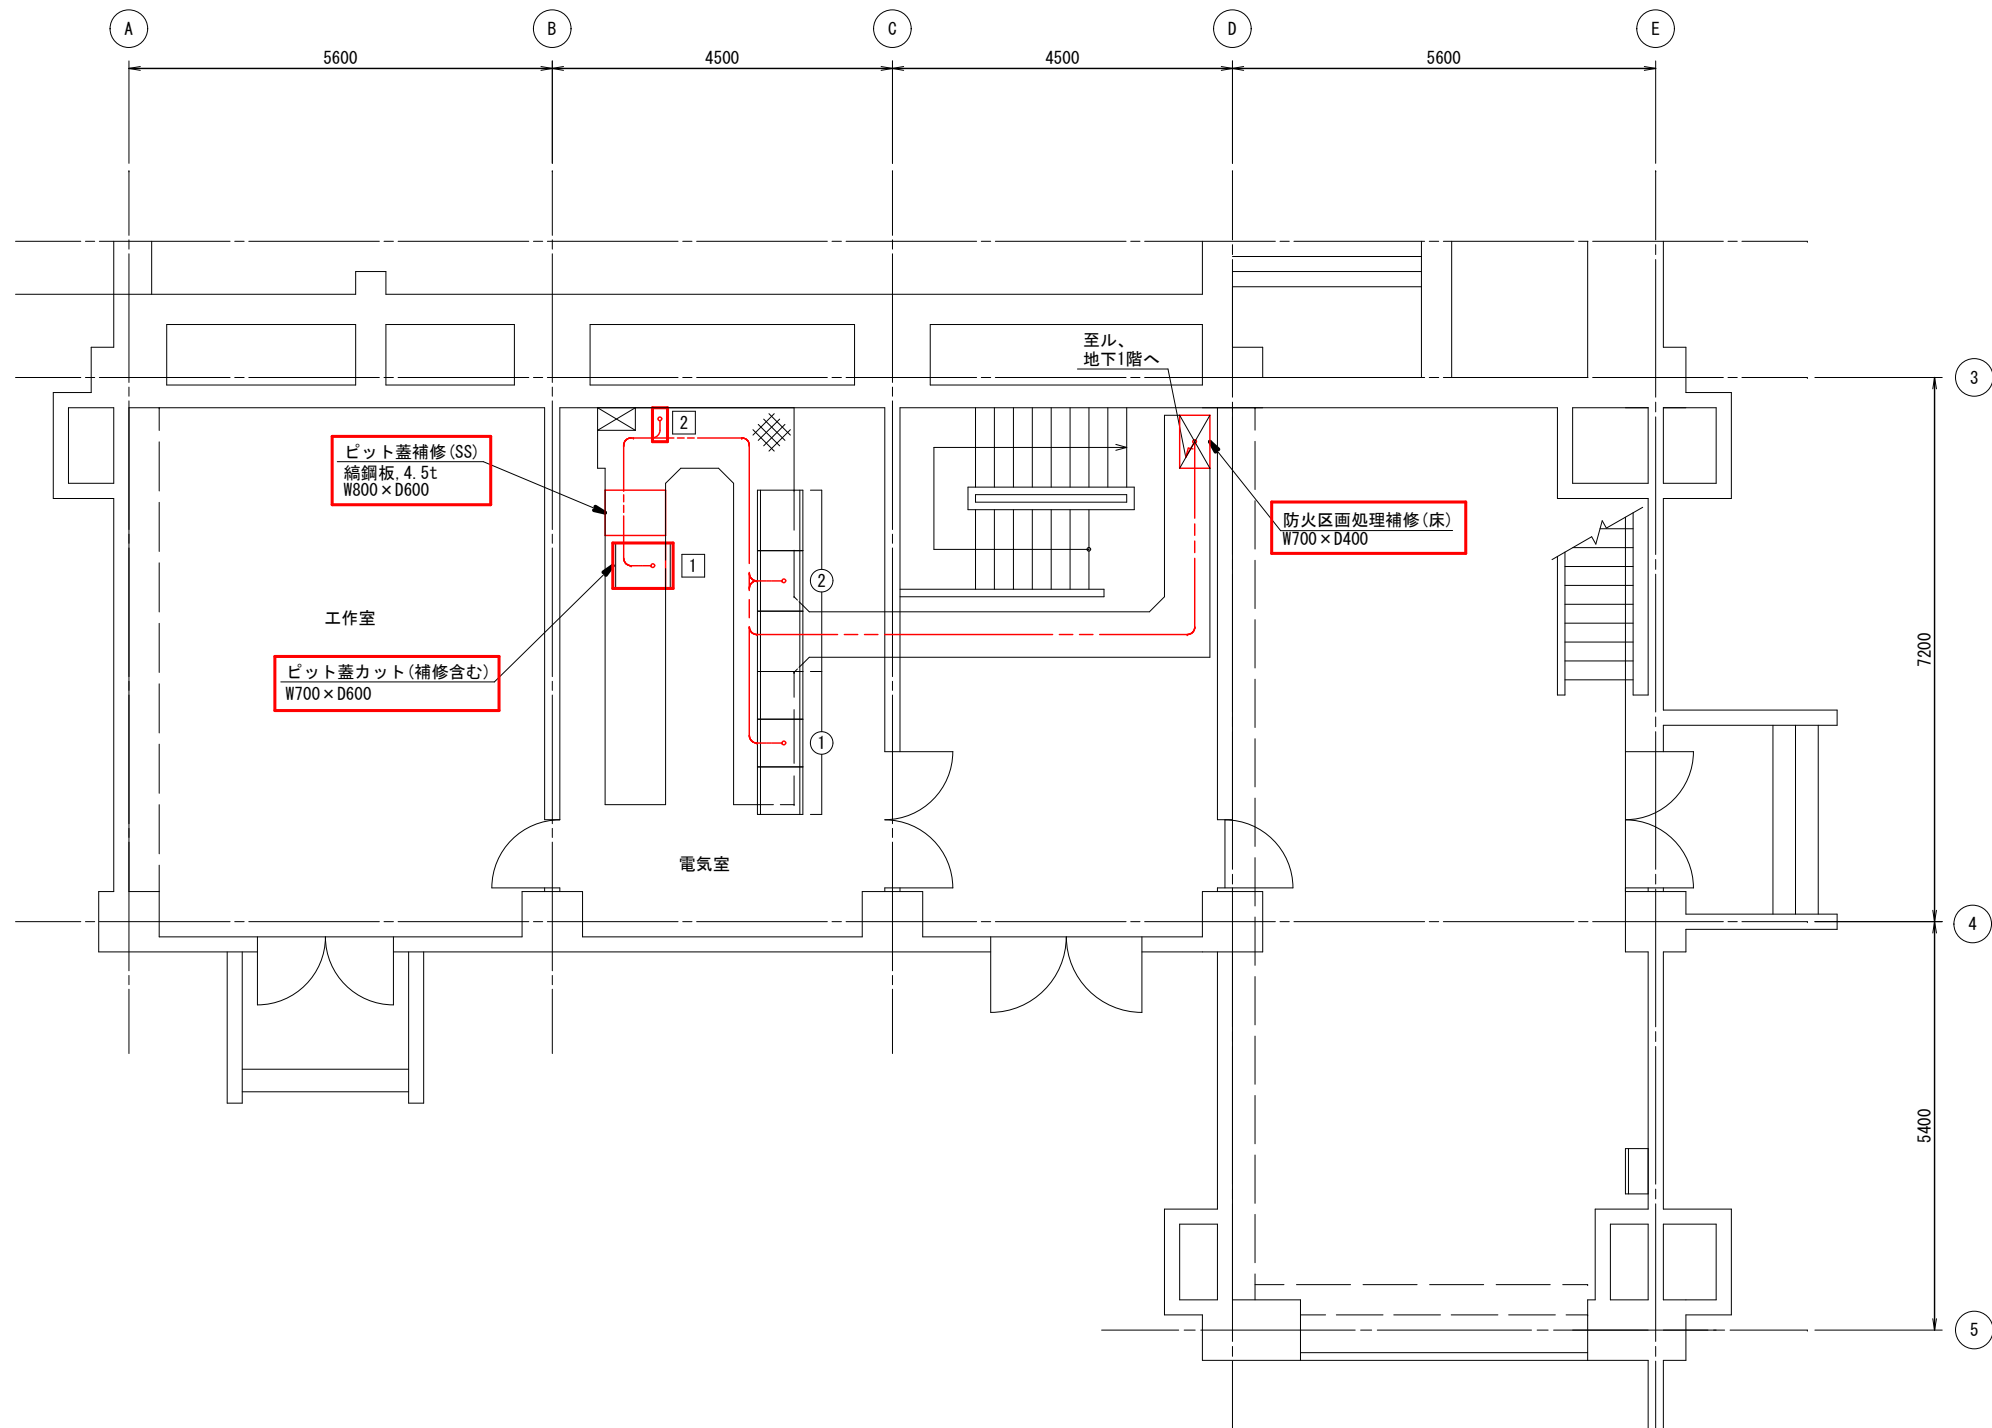 A
B
C
D
E
5600
4500
4500
5600
至ル、
地下1階へ
3
2
ピット蓋補修(SS)
縞鋼板,4.5t
W800×D600
防火区画処理補修(床)
W700×D400
1
2
工作室
7200
ピット蓋カット(補修含む)
W700×D600
1
電気室
4
5400
5